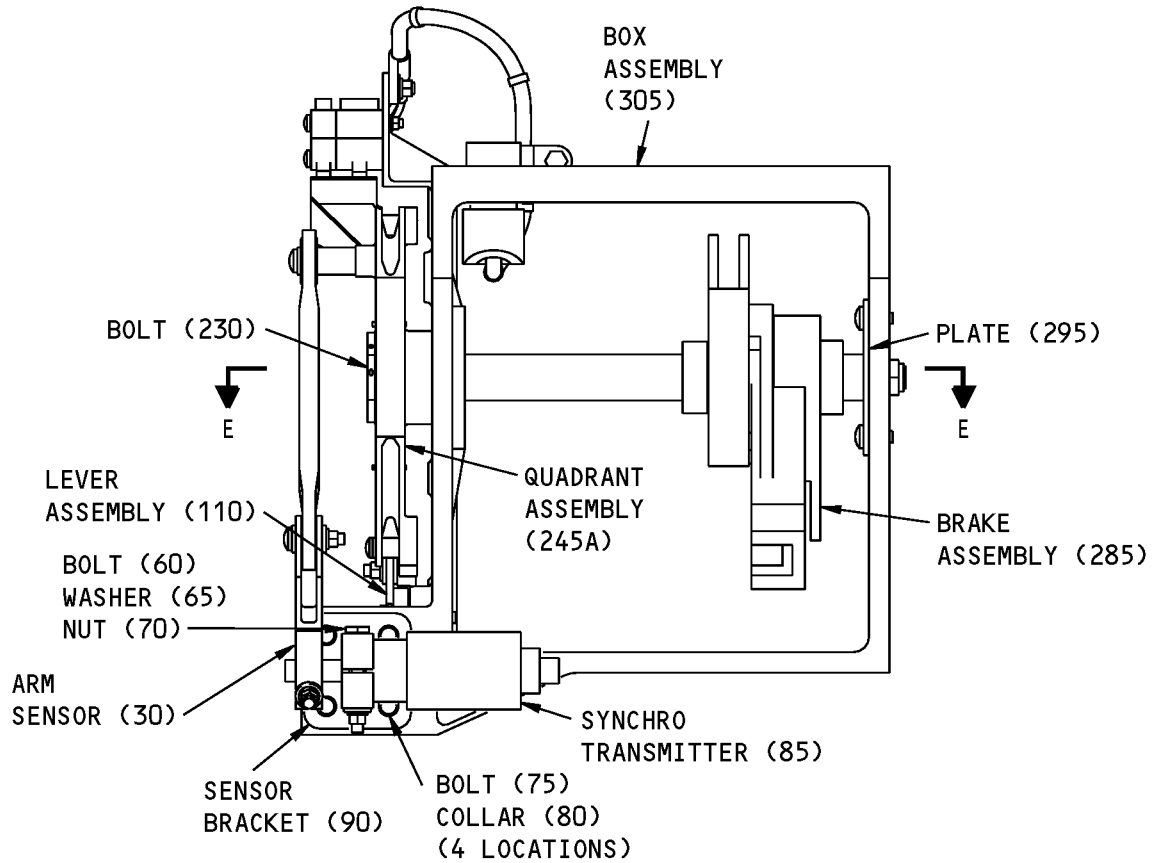 BOX
ASSEMBLY
(305)
BOLT (230)
PLATE (295)
E
E
LEVER
ASSEMBLY (110)
QUADRANT
ASSEMBLY
(245A)
BRAKE
ASSEMBLY (285)
BOLT (60)
WASHER (65)
NUT (70)
ARM
SENSOR (30)
SYNCHRO
TRANSMITTER (85)
SENSOR
BRACKET (90)
BOLT (75)
COLLAR (80)
(4 LOCATIONS)